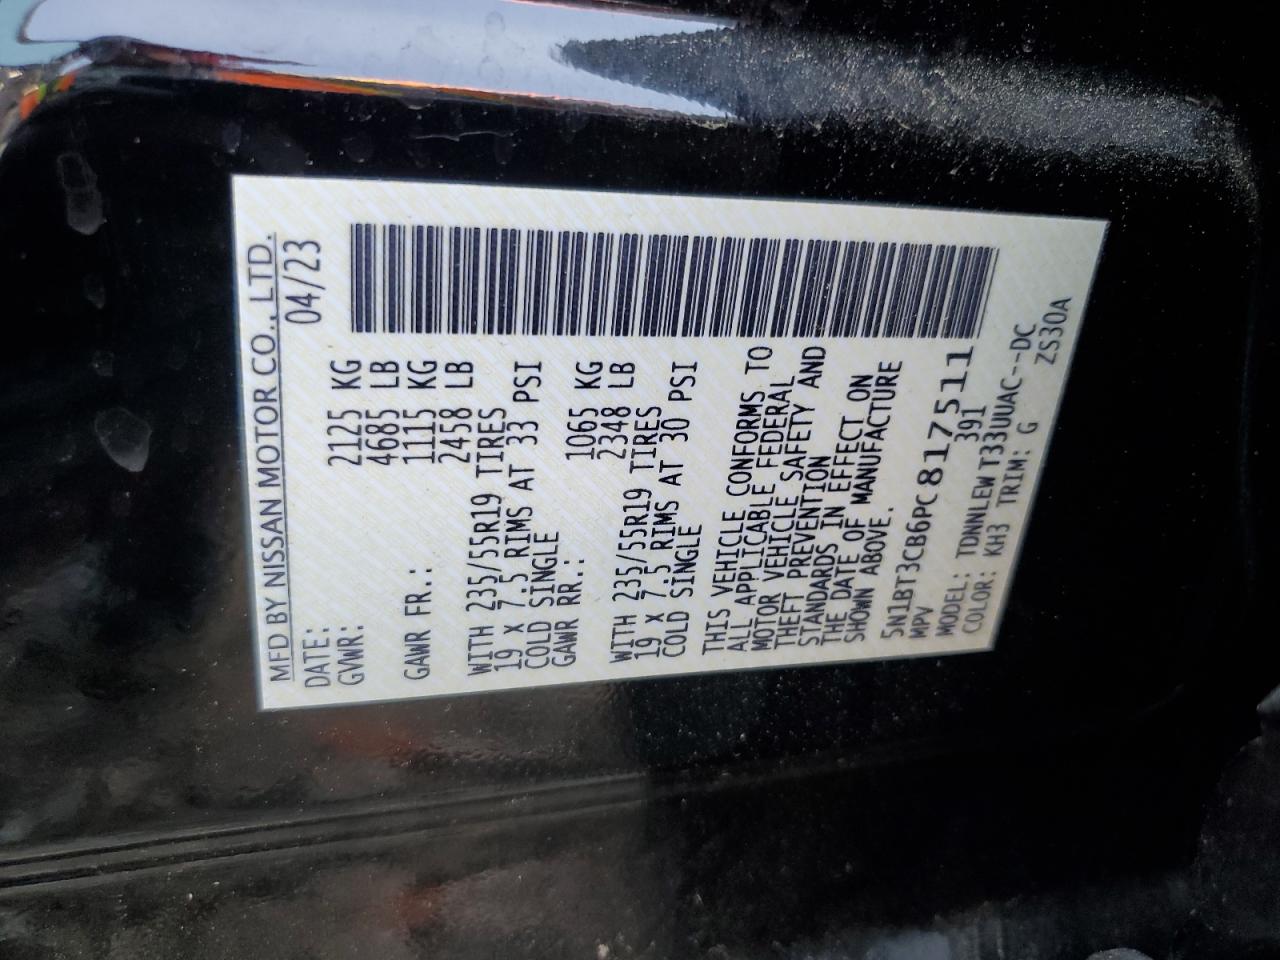 MFD BY NISSAN MOTOR CO., LTD.
DATE: 04/23
GVWR: 2125 KG
4685 LB
GAWR FR.: 1115 KG
2458 LB
WITH 235/55R19 TIRES
19 X 7.5 RIMS AT 33 PSI
COLD SINGLE
GAWR RR.: 1065 KG
2348 LB
WITH 235/55R19 TIRES
19 X 7.5 RIMS AT 30 PSI
COLD SINGLE
THIS VEHICLE CONFORMS TO
ALL APPLICABLE FEDERAL
MOTOR VEHICLE SAFETY AND
THEFT PREVENTION
STANDARDS IN EFFECT ON
THE DATE OF MANUFACTURE
SHOWN ABOVE.
5N1BT3CB6PC817511
MPV 391
MODEL: TDNNLEWT33UUAC--DC
COLOR: KH3 TRIM: G ZS30A